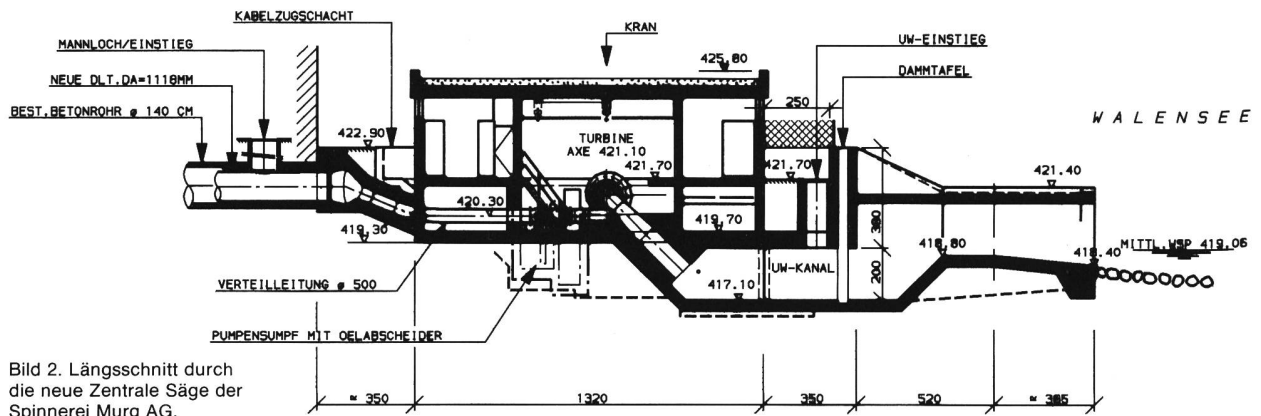 KABELZUGSCHACHT
KRAN
MANNLOCH/EINSTIEG
UW-EINSTIEG
425.80
NEUE DLT.DA=1118MM
DAMMTAFEL
BEST.BETONROHR ø 140 CM
250
WALENSEE
422.90
TURBINE
AXE 421.10
421.70
421.70
421.40
420.30
419.70
380
419.30
418.80
MITTL.WSP 419.06
418.40
UW-KANAL
200
VERTEILLEITUNG ø 500
417.10
PUMPENSUMPF MIT OELABSCHEIDER
Bild 2. Längsschnitt durch
die neue Zentrale Säge der
Spinnerei Murg AG.
≈ 350
1320
350
520
≈ 365